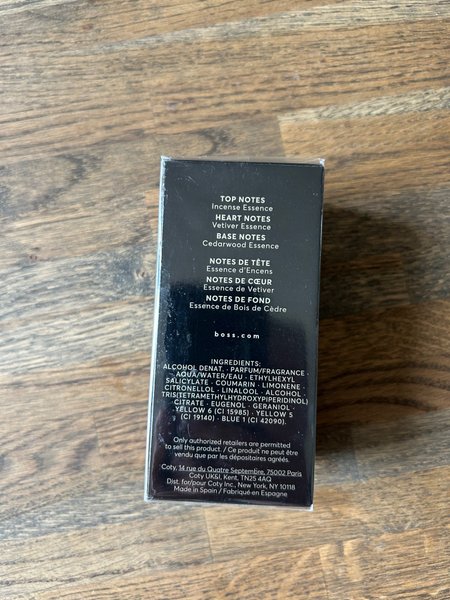 TOP NOTES
Incense Essence
HEART NOTES
Vetiver Essence
BASE NOTES
Cedarwood Essence
NOTES DE TÊTE
Essence d'Encens
NOTES DE CŒUR
Essence de Vetiver
NOTES DE FOND
Essence de Bois de Cèdre
boss.com
INGREDIENTS:
ALCOHOL DENAT. · PARFUM/FRAGRANCE ·
AQUA/WATER/EAU · ETHYLHEXYL
SALICYLATE · COUMARIN · LIMONENE ·
CITRONELLOL · LINALOOL · ALCOHOL ·
TRIS(TETRAMETHYLHYDROXYPIPERIDINOL)
CITRATE · EUGENOL · GERANIOL ·
YELLOW 6 (CI 15985) · YELLOW 5
(CI 19140) · BLUE 1 (CI 42090).
Only authorized retailers are permitted
to sell this product. / Ce produit ne peut être
vendu que par les dépositaires agréés.
Coty, 14 rue du Quatre Septembre, 75002 Paris
Coty UK&I, Kent, TN25 4AQ
Dist. for/pour Coty Inc., New York, NY, 10118
Made in Spain / Fabriqué en Espagne